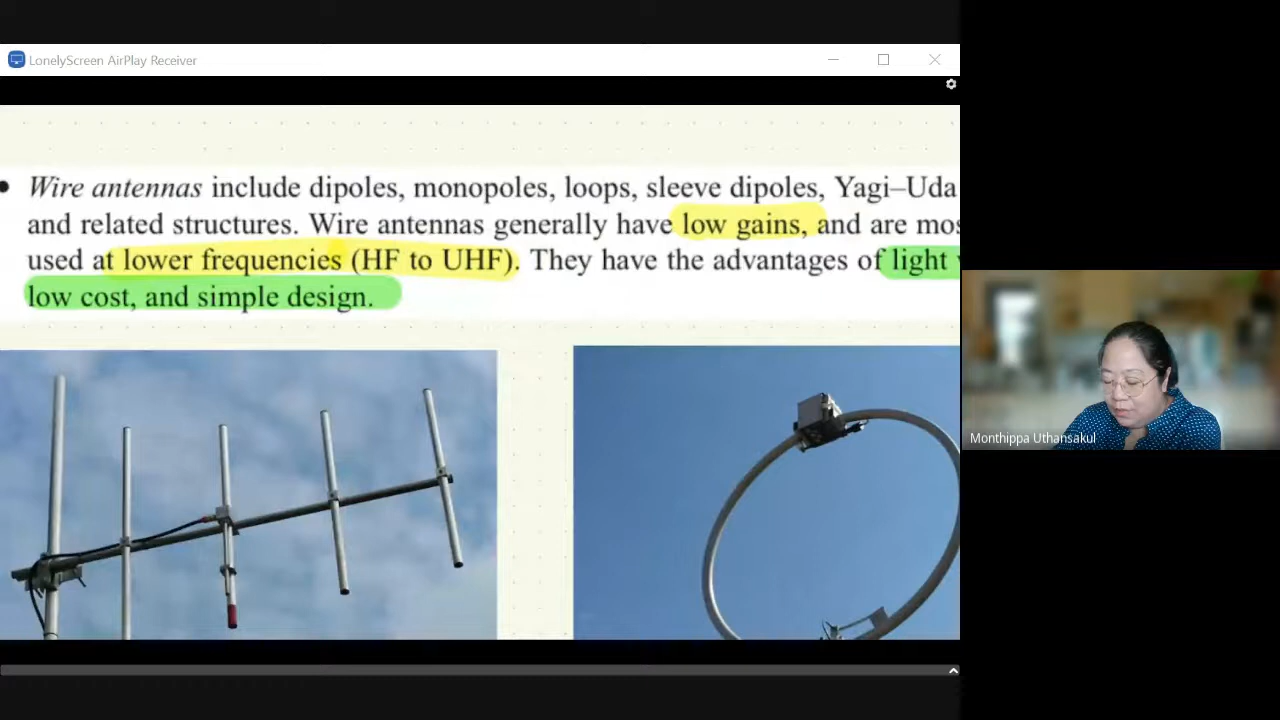 LonelyScreen AirPlay Receiver
• Wire antennas include dipoles, monopoles, loops, sleeve dipoles, Yagi–Uda
and related structures. Wire antennas generally have low gains, and are
used at lower frequencies (HF to UHF). They have the advantages of light
low cost, and simple design.
Monthippa Uthansakul